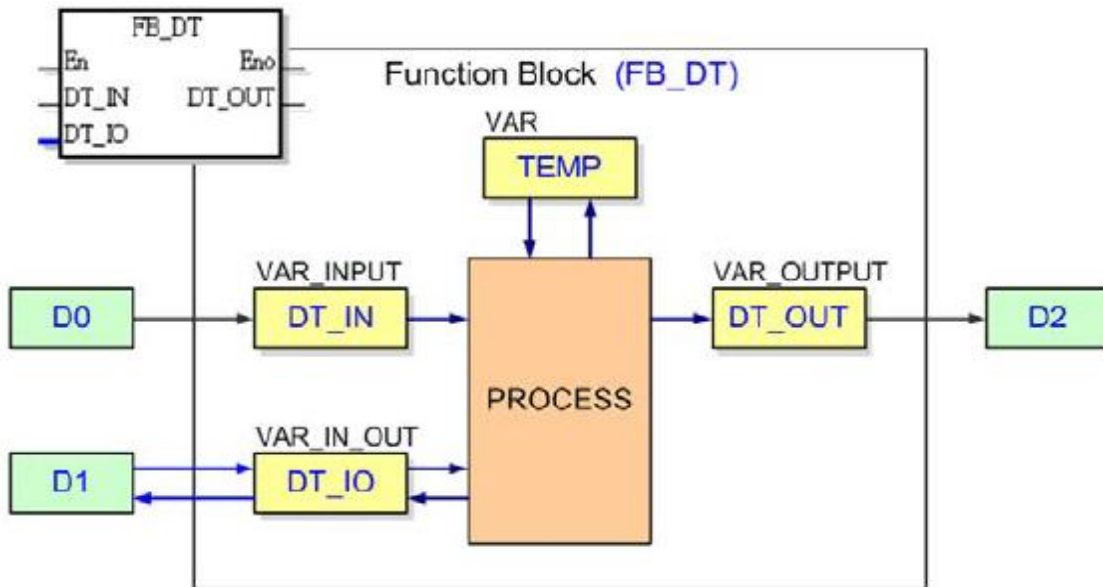 FB_DT
En Eno
DT_IN DT_OUT
DT_IO
Function Block (FB_DT)
VAR
TEMP
VAR_INPUT
VAR_OUTPUT
D0
DT_IN
DT_OUT
D2
PROCESS
VAR_IN_OUT
D1
DT_IO